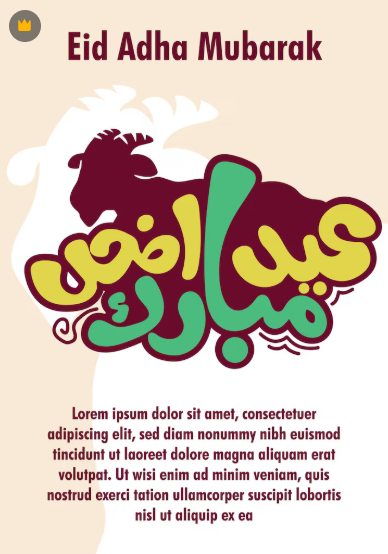 Eid Adha Mubarak
عيد اضحى
مبارك
Lorem ipsum dolor sit amet, consectetuer
adipiscing elit, sed diam nonummy nibh euismod
tincidunt ut laoreet dolore magna aliquam erat
volutpat. Ut wisi enim ad minim veniam, quis
nostrud exerci tation ullamcorper suscipit lobortis
nisl ut aliquip ex ea